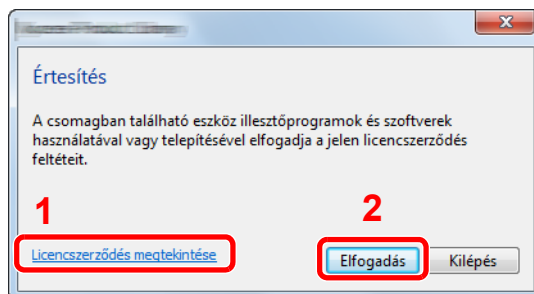 Értesítés
A csomagban található eszköz illesztőprogramok és szoftverek
használatával vagy telepítésével elfogadja a jelen licencszerződés
feltéteit.
1
2
Licencszerződés megtekintése
Elfogadás
Kilépés